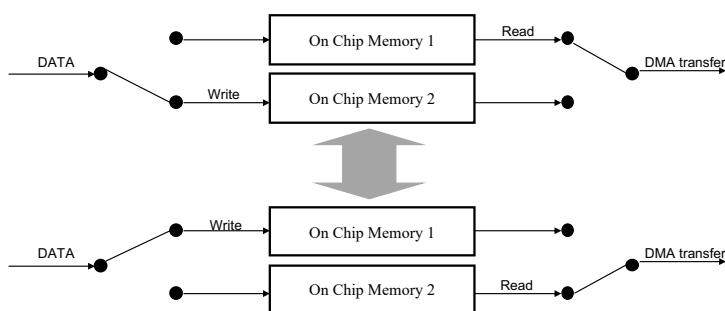 On Chip Memory 1
Read
DATA
DMA transfer
Write
On Chip Memory 2
Write
On Chip Memory 1
DATA
DMA transfer
On Chip Memory 2
Read